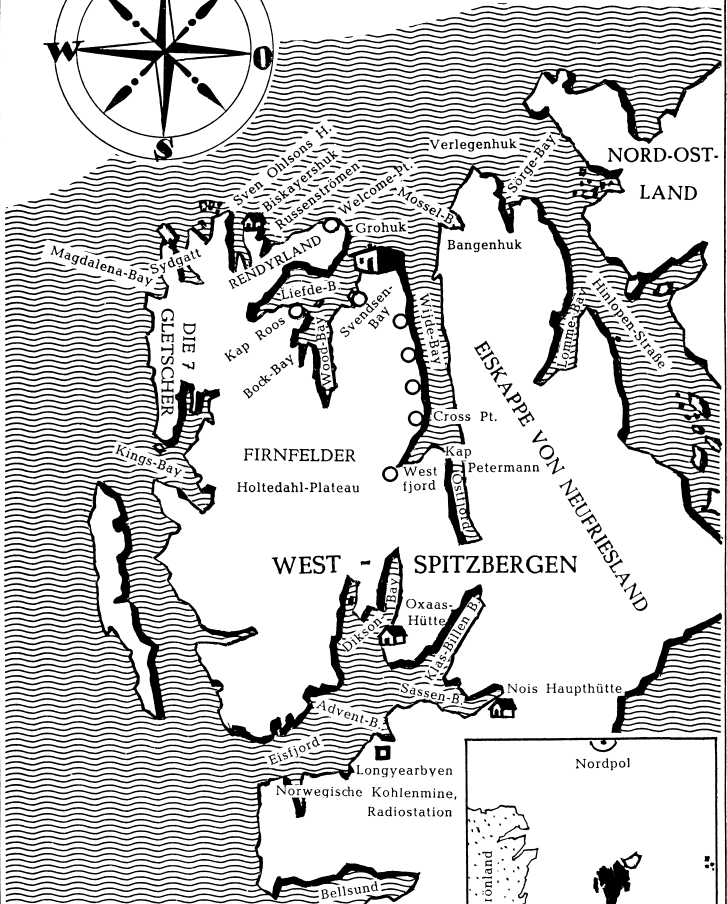 W
O
S
Sven Ohlsons H.
Biskayershuk
Russenströmen
Welcome-Pt.
Mossel-B.
Verlegenhuk
Sörge-Bay
NORD-OST-
LAND
Grohuk
Bangenhuk
Magdalena-Bay
Sydgatt
RENDYRLAND
Liefde-B.
Svendsen-
Bay
Wijde-Bay
Lomme-Bay
Hinlopen-Straße
DIE 7
GLETSCHER
Kap Roos
Bock-Bay
Wood-Bay
EISKAPPE VON NEUFRIESLAND
Cross Pt.
Kings-Bay
FIRNFELDER
Holtedahl-Plateau
Kap
Petermann
West
fjord
Ostfjord
WEST - SPITZBERGEN
Dikson-
Bay
Oxaas-
Hütte
Klas-Billen B.
Sassen-B.
Nois Haupthütte
Advent-B.
Eisfjord
Longyearbyen
Norwegische Kohlenmine,
Radiostation
Bellsund
Nordpol
rönland